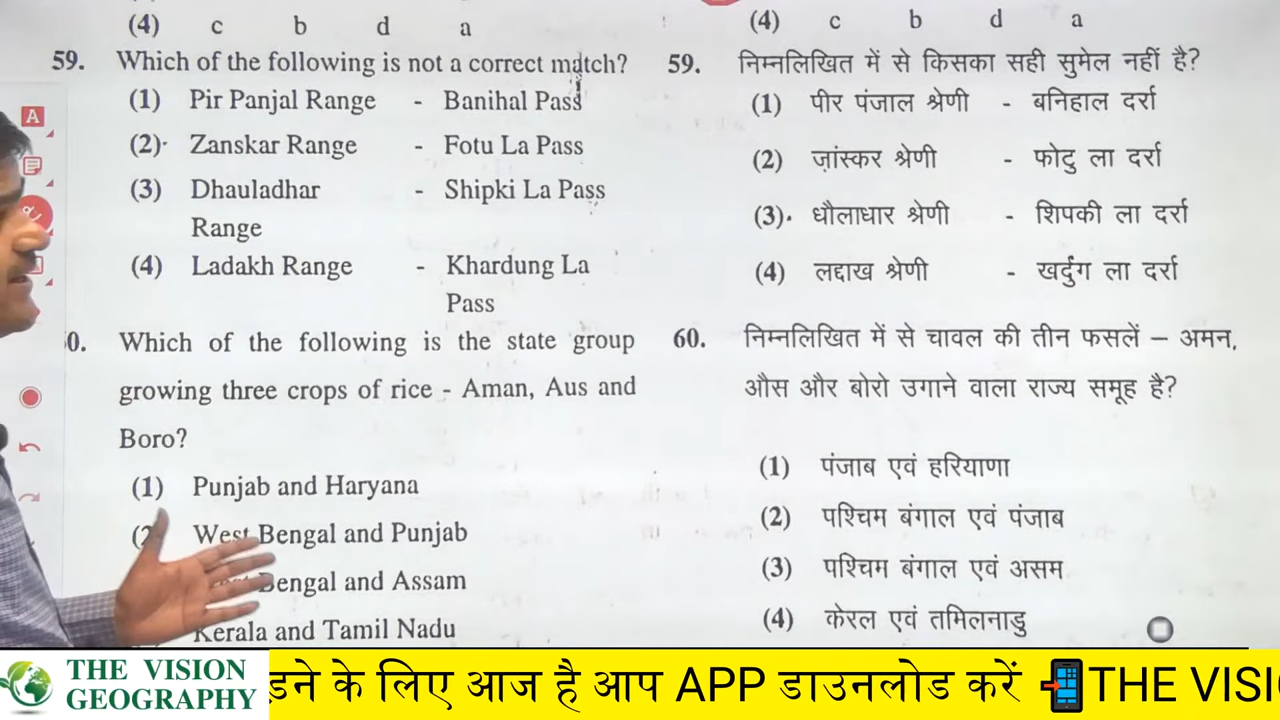 (4) c b d a
59. Which of the following is not a correct match?
(1) Pir Panjal Range - Banihal Pass
(2) Zanskar Range - Fotu La Pass
(3) Dhauladhar - Shipki La Pass
Range
(4) Ladakh Range - Khardung La
Pass
0. Which of the following is the state group
growing three crops of rice - Aman, Aus and
Boro?
(1) Punjab and Haryana
West Bengal and Punjab
Bengal and Assam
Kerala and Tamil Nadu
(4) c b d a
59. निम्नलिखित में से किसका सही सुमेल नहीं है?
(1) पीर पंजाल श्रेणी - बनिहाल दर्रा
(2) ज़ांस्कर श्रेणी - फोटु ला दर्रा
(3) धौलाधार श्रेणी - शिपकी ला दर्रा
(4) लद्दाख श्रेणी - खर्दुंग ला दर्रा
60. निम्नलिखित में से चावल की तीन फसलें – अमन,
औस और बोरो उगाने वाला राज्य समूह है?
(1) पंजाब एवं हरियाणा
(2) पश्चिम बंगाल एवं पंजाब
(3) पश्चिम बंगाल एवं असम
(4) केरल एवं तमिलनाडु
THE VISION
GEOGRAPHY
ड़ने के लिए आज है आप APP डाउनलोड करें THE VISI